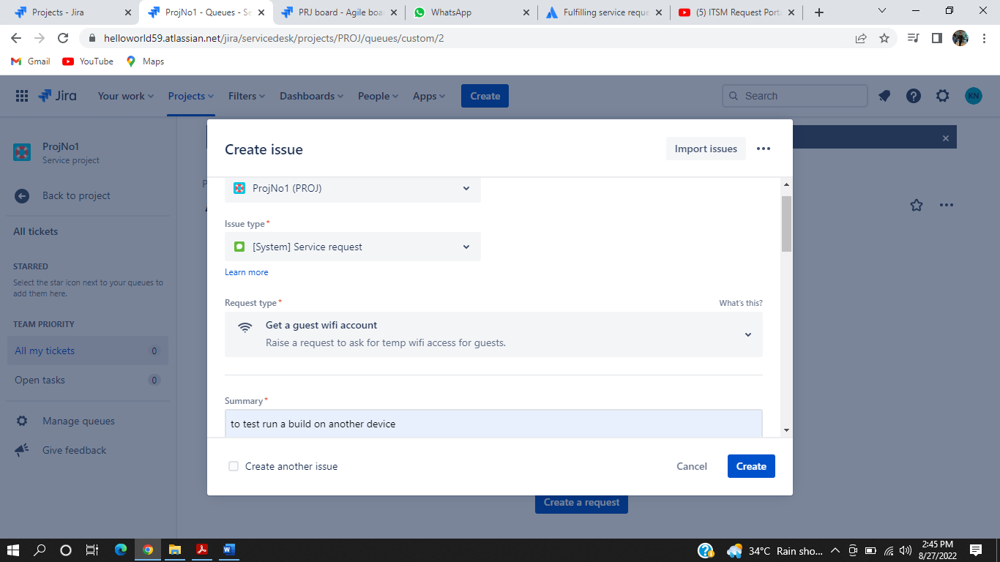 Projects - Jira
ProjNo1 - Queues - Se
PRJ board - Agile boa
WhatsApp
Fulfilling service reque
(5) ITSM Request Port
helloworld59.atlassian.net/jira/servicedesk/projects/PROJ/queues/custom/2
Gmail
YouTube
Maps
Jira
Your work
Projects
Filters
Dashboards
People
Apps
Create
Search
KN
ProjNo1
Service project
Back to project
All tickets
STARRED
Select the star icon next to your queues to
add them here.
TEAM PRIORITY
All my tickets 0
Open tasks 0
Manage queues
Give feedback
Create issue
Import issues
ProjNo1 (PROJ)
Issue type*
[System] Service request
Learn more
Request type*
What's this?
Get a guest wifi account
Raise a request to ask for temp wifi access for guests.
Summary*
to test run a build on another device
Create another issue
Cancel
Create
Create a request
34°C Rain sho...
2:45 PM
8/27/2022